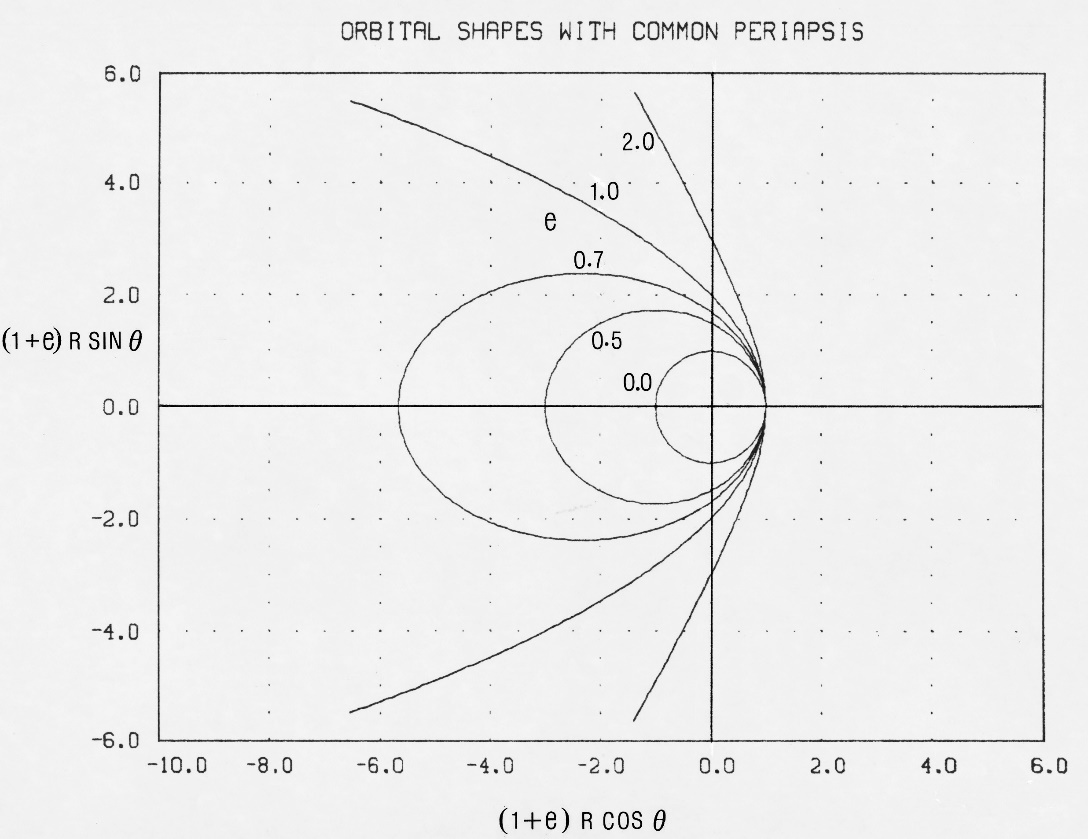 ORBITAL SHAPES WITH COMMON PERIAPSIS
6.0
2.0
4.0
1.0
e
0.7
2.0
(1+e) R SIN θ
0.5
0.0
0.0
-2.0
-4.0
-6.0
-10.0 -8.0 -6.0 -4.0 -2.0 0.0 2.0 4.0 6.0
(1+e) R COS θ